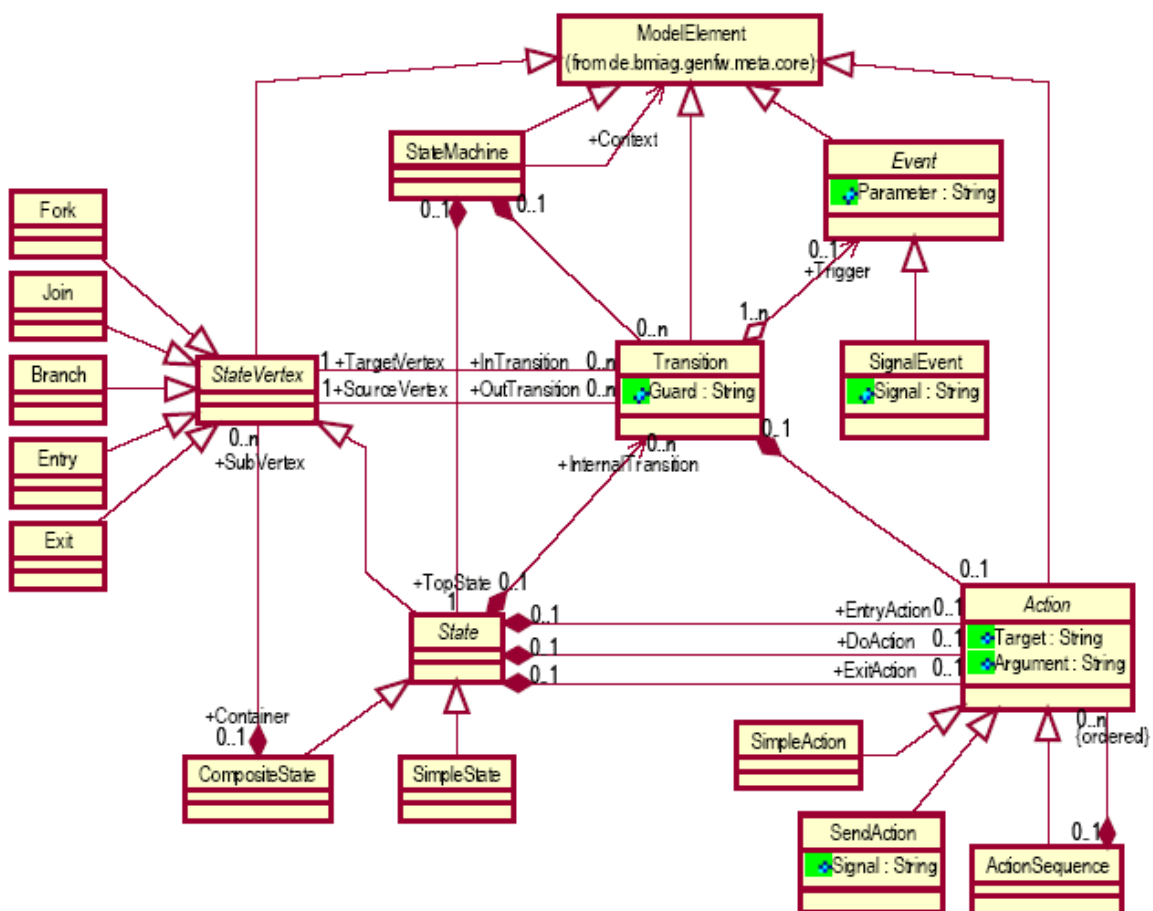 ModelElement
(from de.bmiag.genfw.meta.core)
+Context
StateMachine
0..1
0..1
Event
Parameter : String
0..1
+Trigger
Fork
Join
Branch
Entry
Exit
StateVertex
0..n
+SubVertex
1 +TargetVertex +InTransition 0..n
1 +SourceVertex +OutTransition 0..n
0..n
1..n
Transition
Guard : String
0..n
+InternalTransition
0..1
SignalEvent
Signal : String
+TopState 0..1
1
State
0..1 +EntryAction 0..1
0..1 +DoAction 0..1
0..1 +ExitAction 0..1
0..1
Action
Target : String
Argument : String
0..n
{ordered}
+Container
0..1
CompositeState
SimpleState
SimpleAction
SendAction
Signal : String
0..1
ActionSequence